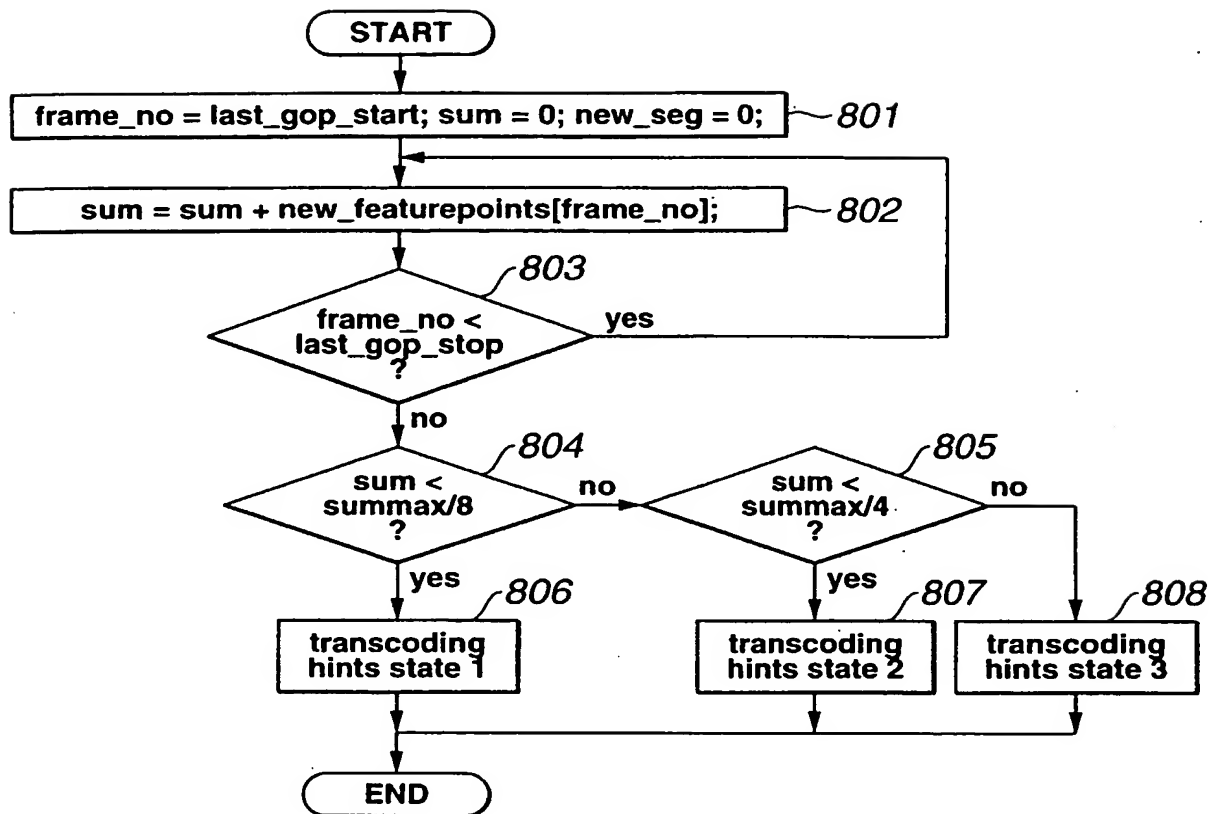 START
frame_no = last_gop_start; sum = 0; new_seg = 0;
801
sum = sum + new_featurepoints[frame_no];
802
803
frame_no <
last_gop_stop
?
yes
no
804
sum <
summax/8
?
no
805
sum <
summax/4
?
no
yes
806
transcoding
hints state 1
yes
807
transcoding
hints state 2
808
transcoding
hints state 3
END